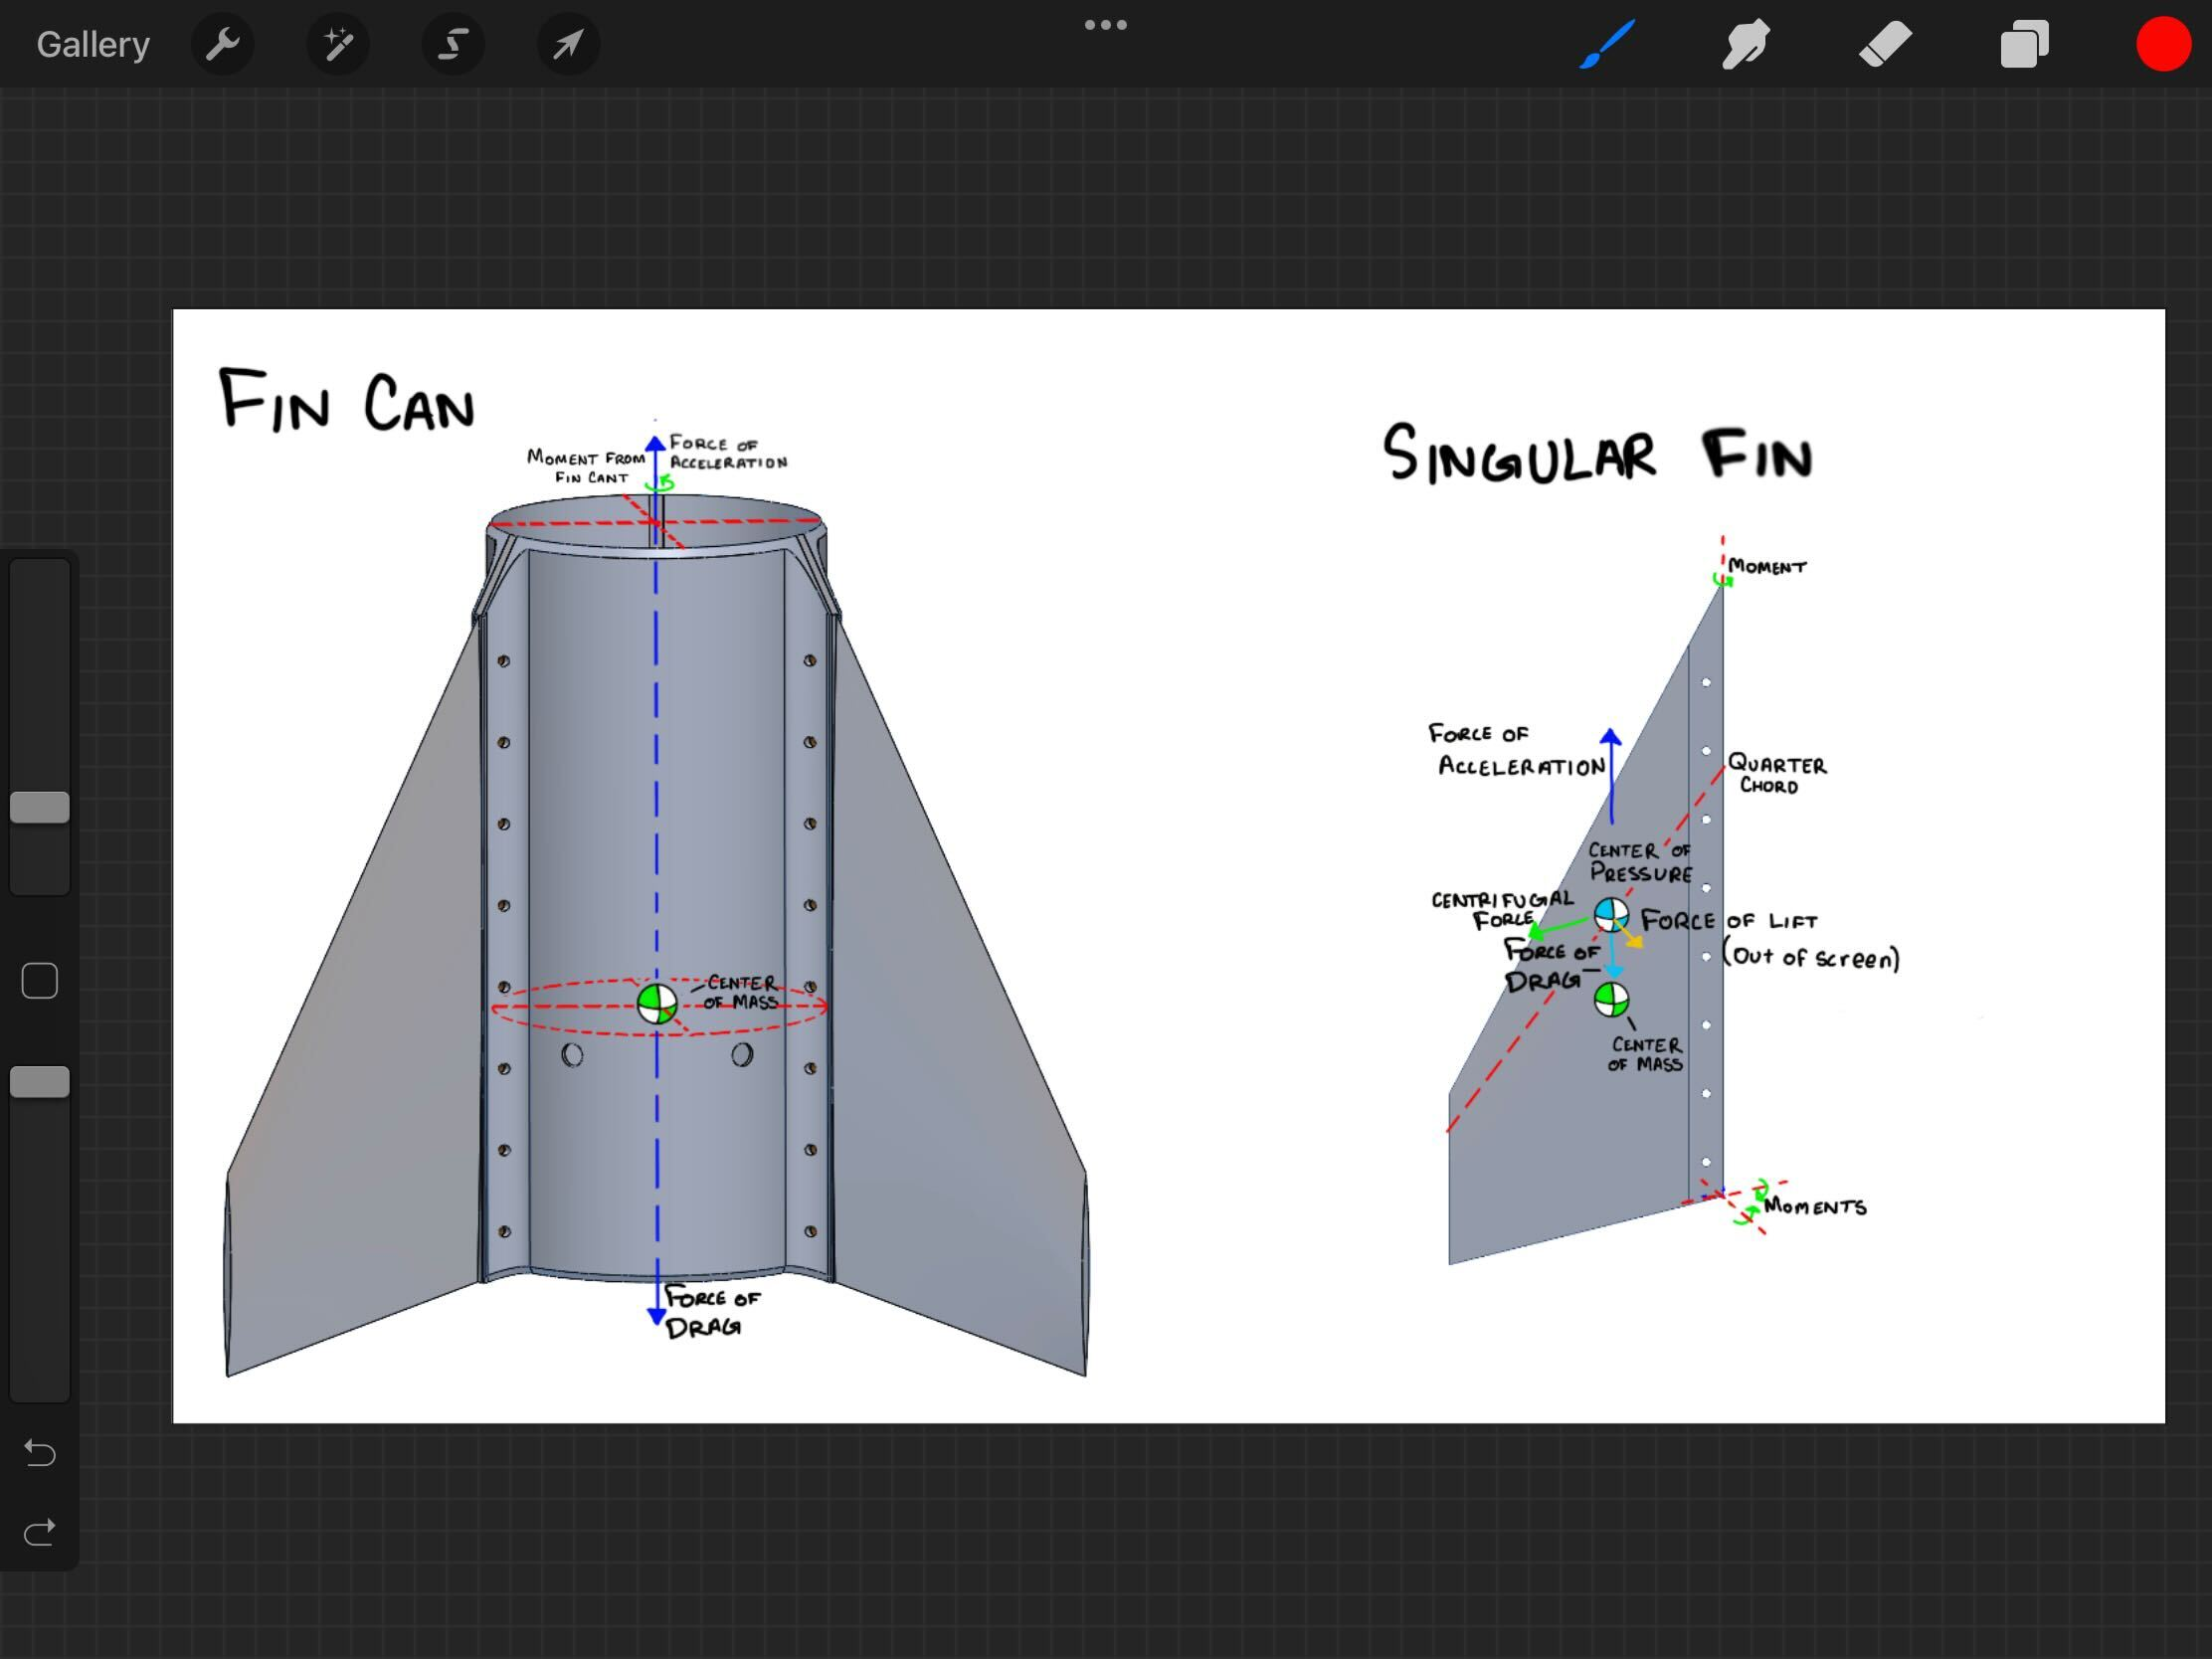 Gallery
FIN CAN
MOMENT FROM
FIN CANT
FORCE OF
ACCELERATION
CENTER
OF MASS
FORCE OF
DRAG
SINGULAR FIN
MOMENT
FORCE OF
ACCELERATION
QUARTER
CHORD
CENTER OF
PRESSURE
CENTRIFUGAL
FORCE
FORCE OF LIFT
(Out of screen)
FORCE OF
DRAG
CENTER
OF MASS
MOMENTS